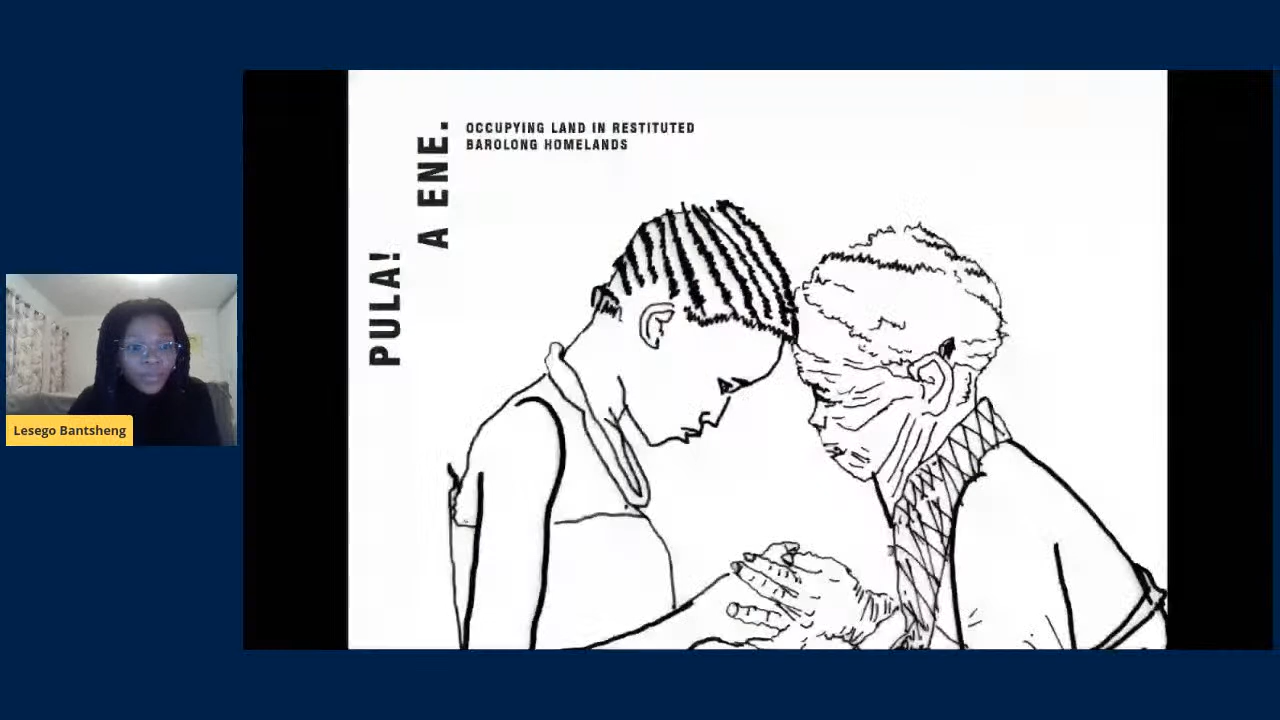 PULA!
A ENE.
OCCUPYING LAND IN RESTITUTED
BAROLONG HOMELANDS
Lesego Bantsheng